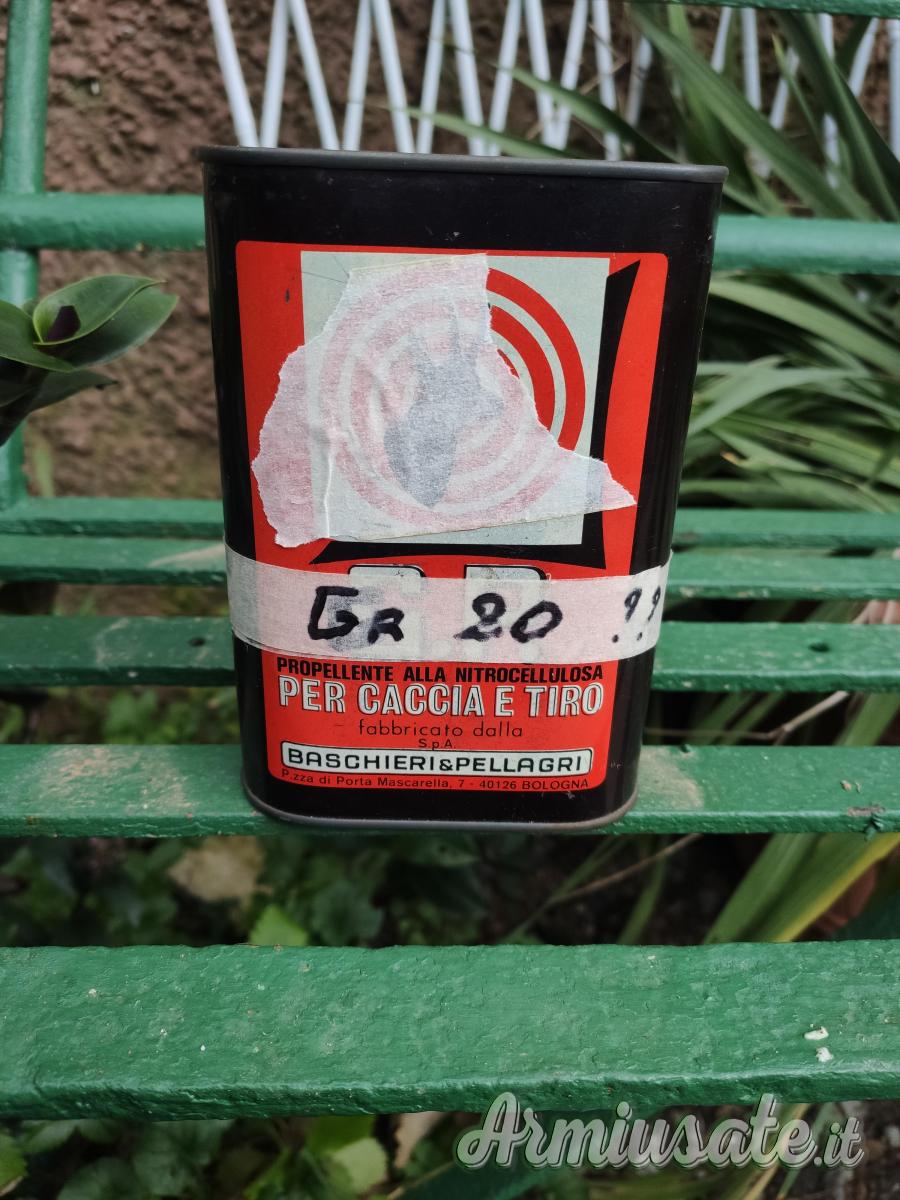 GR 20 ??
PROPELLENTE ALLA NITROCELLULOSA
PER CACCIA E TIRO
fabbricato dalla
S.p.A.
BASCHIERI&PELLAGRI
P.zza di Porta Mascarella, 7 - 40126 BOLOGNA
Armiusate.it